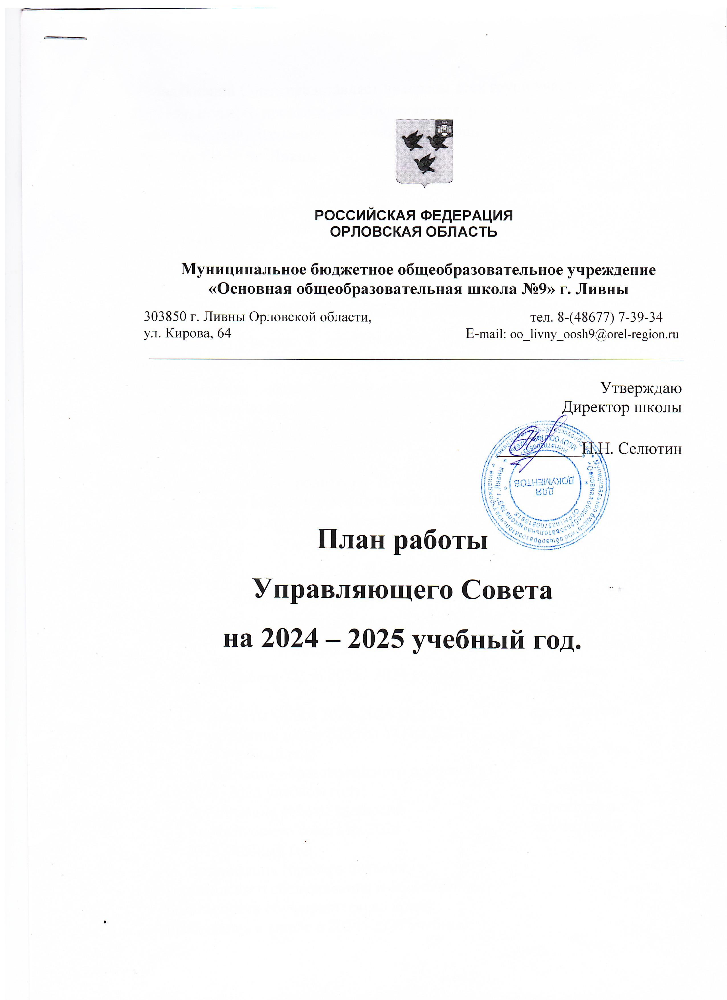 РОССИЙСКАЯ ФЕДЕРАЦИЯ
ОРЛОВСКАЯ ОБЛАСТЬ
Муниципальное бюджетное общеобразовательное учреждение
«Основная общеобразовательная школа №9» г. Ливны
303850 г. Ливны Орловской области, тел. 8-(48677) 7-39-34
ул. Кирова, 64 E-mail: oo_livny_oosh9@orel-region.ru
Утверждаю
Директор школы
Н.Н. Селютин
ДЛЯ
ДОКУМЕНТОВ
План работы
Управляющего Совета
на 2024 – 2025 учебный год.